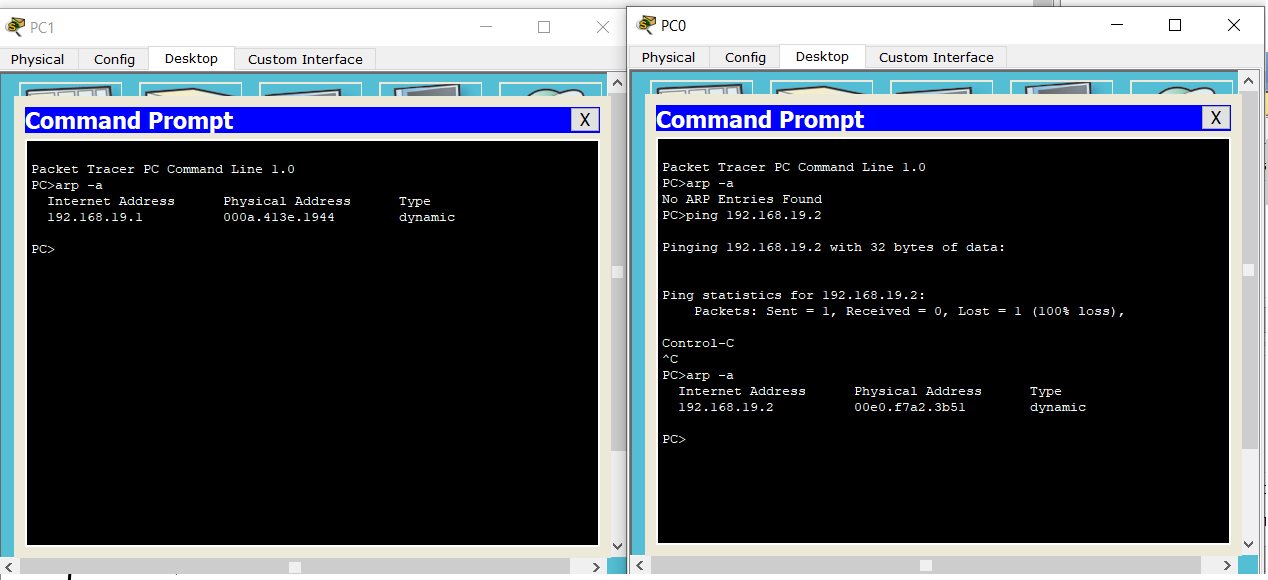 PC1
Physical Config Desktop Custom Interface
Command Prompt X
Packet Tracer PC Command Line 1.0
PC>arp -a
Internet Address Physical Address Type
192.168.19.1 000a.413e.1944 dynamic
PC>
PC0
Physical Config Desktop Custom Interface
Command Prompt X
Packet Tracer PC Command Line 1.0
PC>arp -a
No ARP Entries Found
PC>ping 192.168.19.2
Pinging 192.168.19.2 with 32 bytes of data:
Ping statistics for 192.168.19.2:
Packets: Sent = 1, Received = 0, Lost = 1 (100% loss),
Control-C
^C
PC>arp -a
Internet Address Physical Address Type
192.168.19.2 00e0.f7a2.3b51 dynamic
PC>